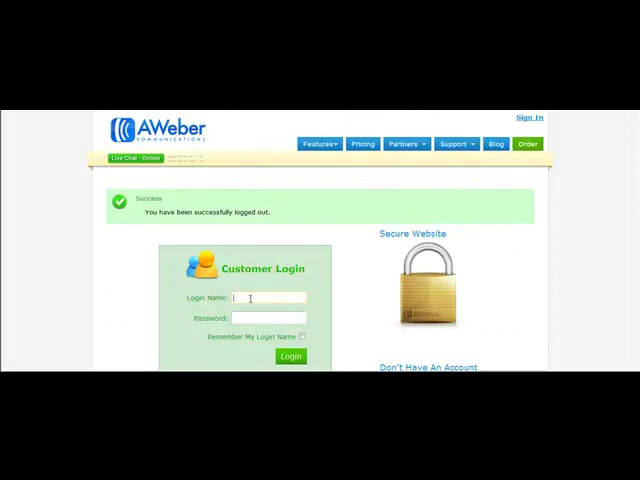 Sign In
AWeber
COMMUNICATIONS
Features Pricing Partners Support Blog Order
Live Chat - Online
Success
You have been successfully logged out.
Secure Website
Customer Login
Login Name:
Password:
Remember My Login Name
Login
AWeber
Don't Have An Account